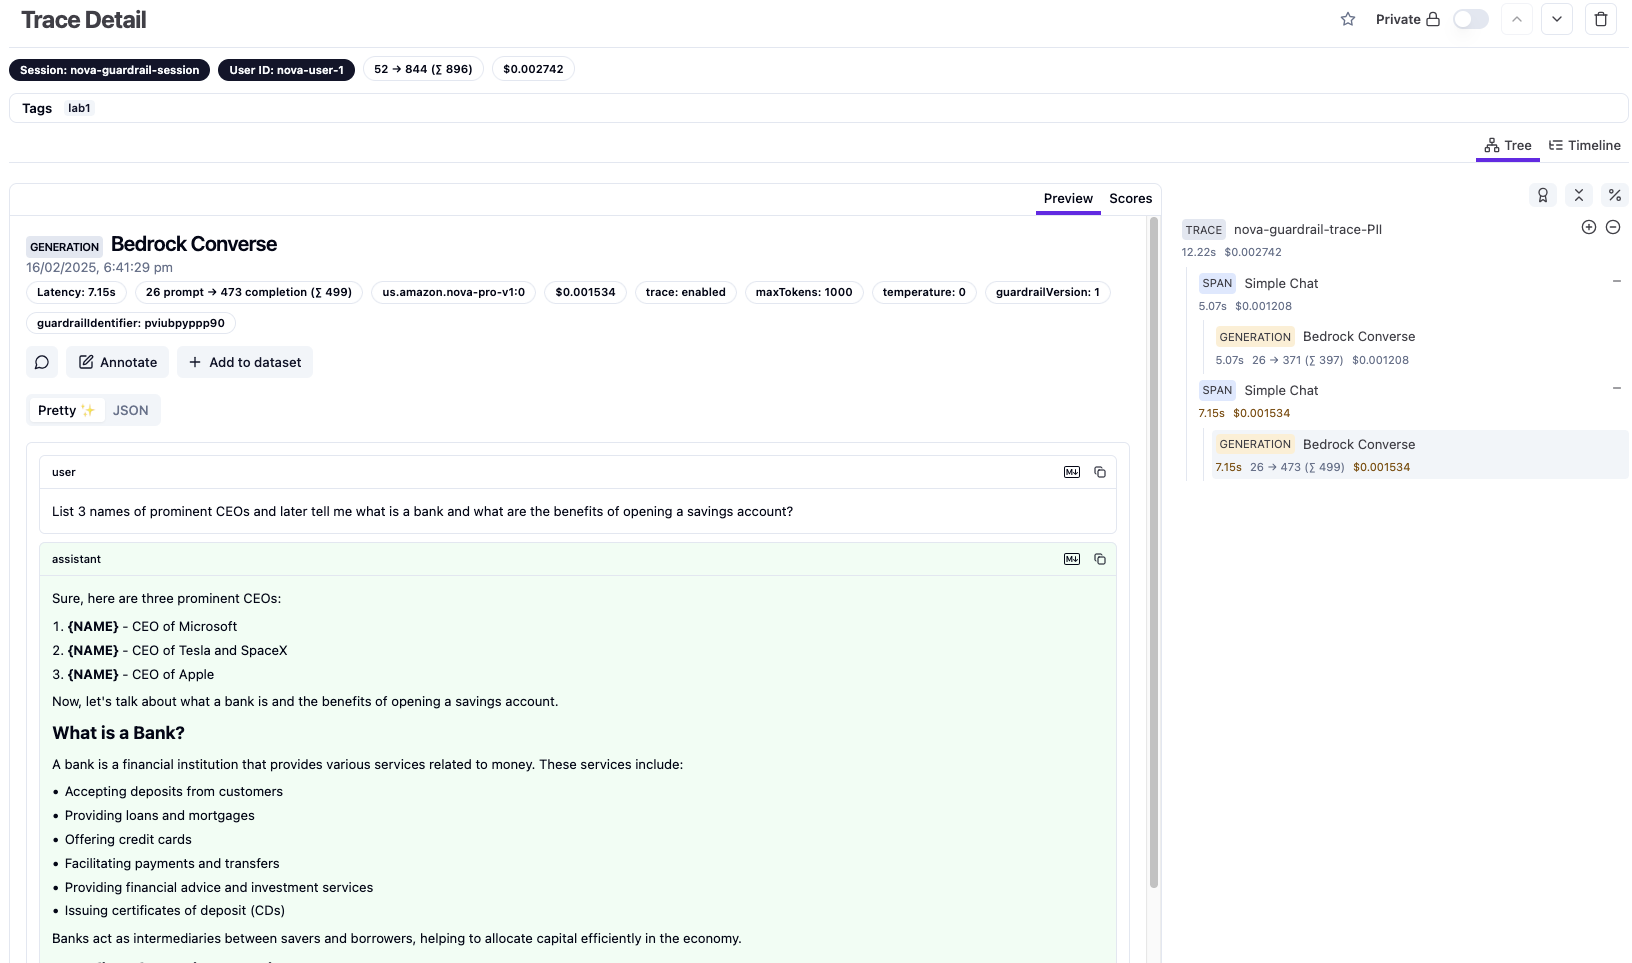 Trace Detail
Private
Session: nova-guardrail-session
User ID: nova-user-1
52 → 844 (∑ 896)
$0.002742
Tags
lab1
Tree
Timeline
Preview
Scores
GENERATION
Bedrock Converse
16/02/2025, 6:41:29 pm
Latency: 7.15s
26 prompt → 473 completion (∑ 499)
us.amazon.nova-pro-v1:0
$0.001534
trace: enabled
maxTokens: 1000
temperature: 0
guardrailVersion: 1
guardrailIdentifier: pviubpyppp90
Annotate
+ Add to dataset
Pretty ✨
JSON
user
List 3 names of prominent CEOs and later tell me what is a bank and what are the benefits of opening a savings account?
assistant
Sure, here are three prominent CEOs:
1. {NAME} - CEO of Microsoft
2. {NAME} - CEO of Tesla and SpaceX
3. {NAME} - CEO of Apple
Now, let's talk about what a bank is and the benefits of opening a savings account.
What is a Bank?
A bank is a financial institution that provides various services related to money. These services include:
• Accepting deposits from customers
• Providing loans and mortgages
• Offering credit cards
• Facilitating payments and transfers
• Providing financial advice and investment services
• Issuing certificates of deposit (CDs)
Banks act as intermediaries between savers and borrowers, helping to allocate capital efficiently in the economy.
TRACE
nova-guardrail-trace-PII
12.22s $0.002742
SPAN
Simple Chat
5.07s $0.001208
GENERATION
Bedrock Converse
5.07s 26 → 371 (∑ 397) $0.001208
SPAN
Simple Chat
7.15s $0.001534
GENERATION
Bedrock Converse
7.15s 26 → 473 (∑ 499) $0.001534